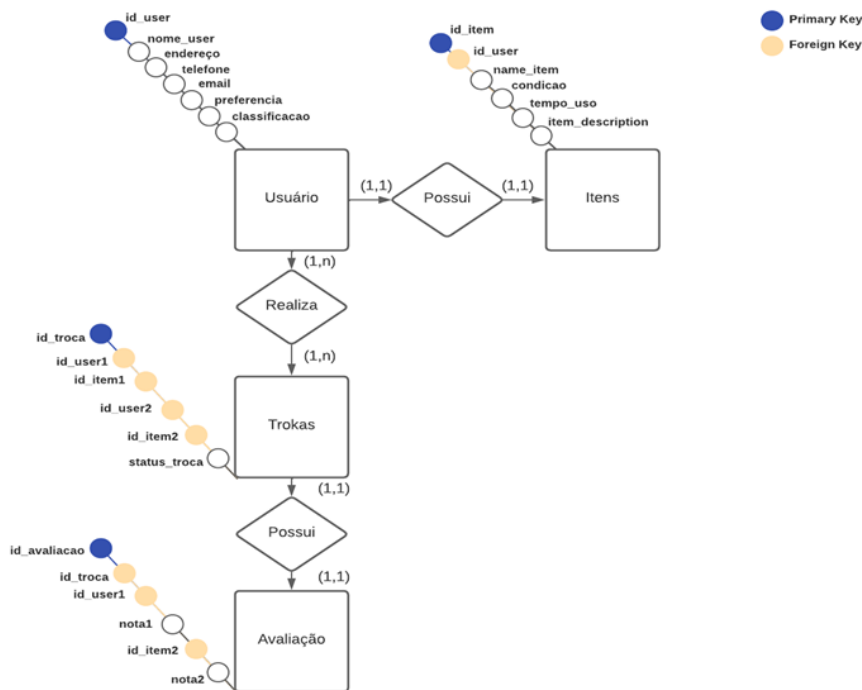 id_user
nome_user
endereço
telefone
email
preferência
classificacao
id_item
id_user
name_item
condicao
tempo_uso
item_description
Primary Key
Foreign Key
Usuário
(1,1)
Possui
(1,1)
Itens
(1,n)
Realiza
(1,n)
id_troca
id_user1
id_item1
id_user2
id_item2
status_troca
Trokas
(1,1)
Possui
(1,1)
id_avaliacao
id_troca
id_user1
nota1
id_item2
nota2
Avaliação